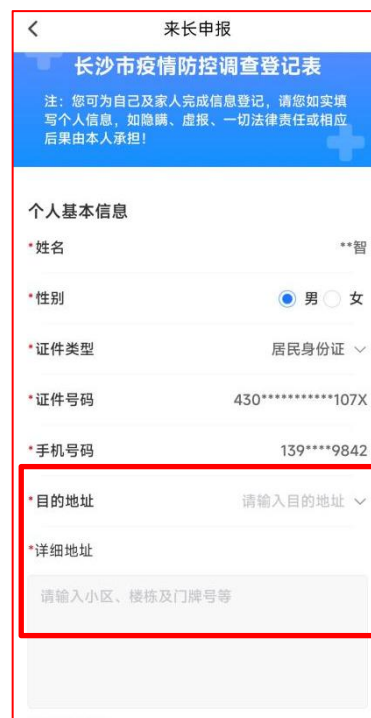 来长申报
长沙市疫情防控调查登记表
注：您可为自己及家人完成信息登记，请您如实填
写个人信息，如隐瞒、虚报、一切法律责任或相应
后果由本人承担！
个人基本信息
*姓名 **智
*性别 男 女
*证件类型 居民身份证
*证件号码 430***********107X
*手机号码 139****9842
*目的地址 请输入目的地址
*详细地址
请输入小区、楼栋及门牌号等